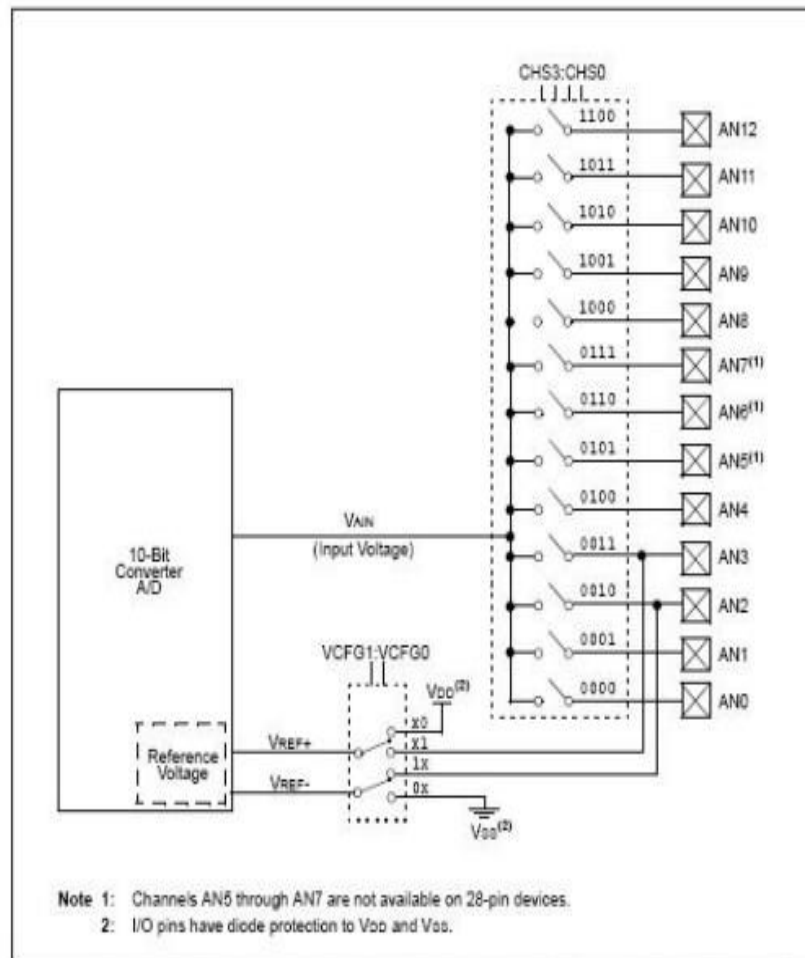 CHS3:CHS0
1100 AN12
1011 AN11
1010 AN10
1001 AN9
1000 AN8
0111 AN7(1)
0110 AN6(1)
0101 AN5(1)
0100 AN4
0011 AN3
0010 AN2
0001 AN1
0000 AN0
VAIN
(Input Voltage)
10-Bit
Converter
A/D
VCFG1:VCFG0
VDD(2)
X0
X1
1X
0X
VREF+
VREF-
Reference
Voltage
VSS(2)
Note 1: Channels AN5 through AN7 are not available on 28-pin devices.
2: I/O pins have diode protection to VDD and VSS.